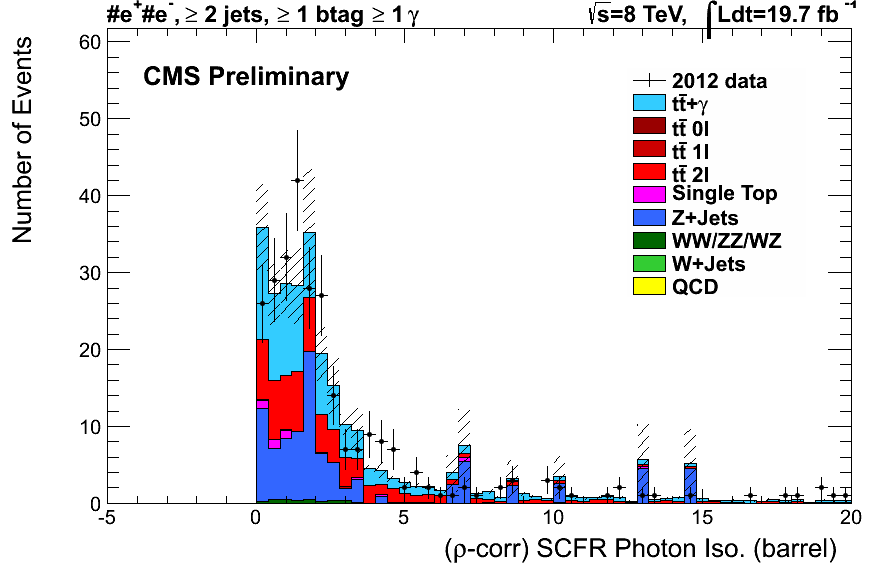 #e⁺#e⁻, ≥ 2 jets, ≥ 1 btag ≥ 1 γ
√s=8 TeV, ∫Ldt=19.7 fb⁻¹
CMS Preliminary
Number of Events
60
50
40
30
20
10
0
2012 data
tt̄+γ
tt̄ 0l
tt̄ 1l
tt̄ 2l
Single Top
Z+Jets
WW/ZZ/WZ
W+Jets
QCD
-5 0 5 10 15 20
(ρ-corr) SCFR Photon Iso. (barrel)